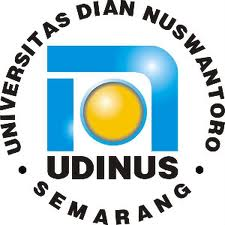 • UNIVERSITAS DIAN NUSWANTORO •
UDINUS
SEMARANG